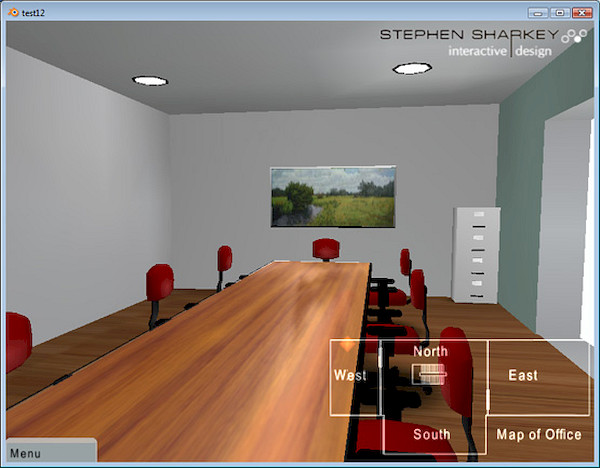 test12
STEPHEN SHARKEY
interactive design
North
West
East
South
Map of Office
Menu